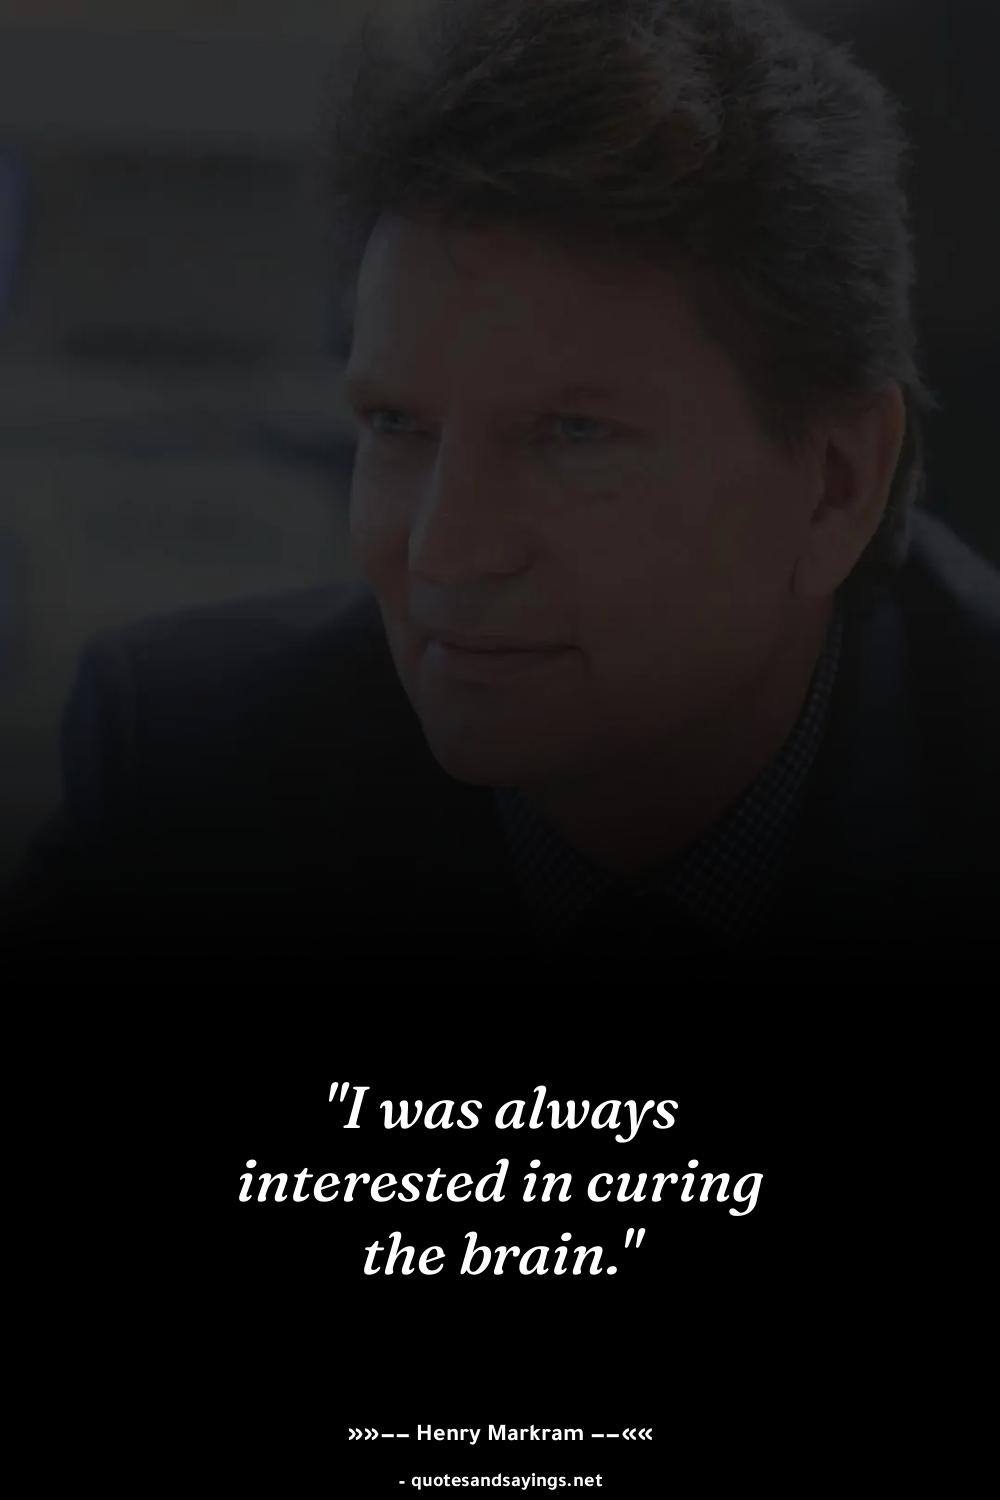 "I was always
interested in curing
the brain."
»»–– Henry Markram ––««
- quotesandsayings.net